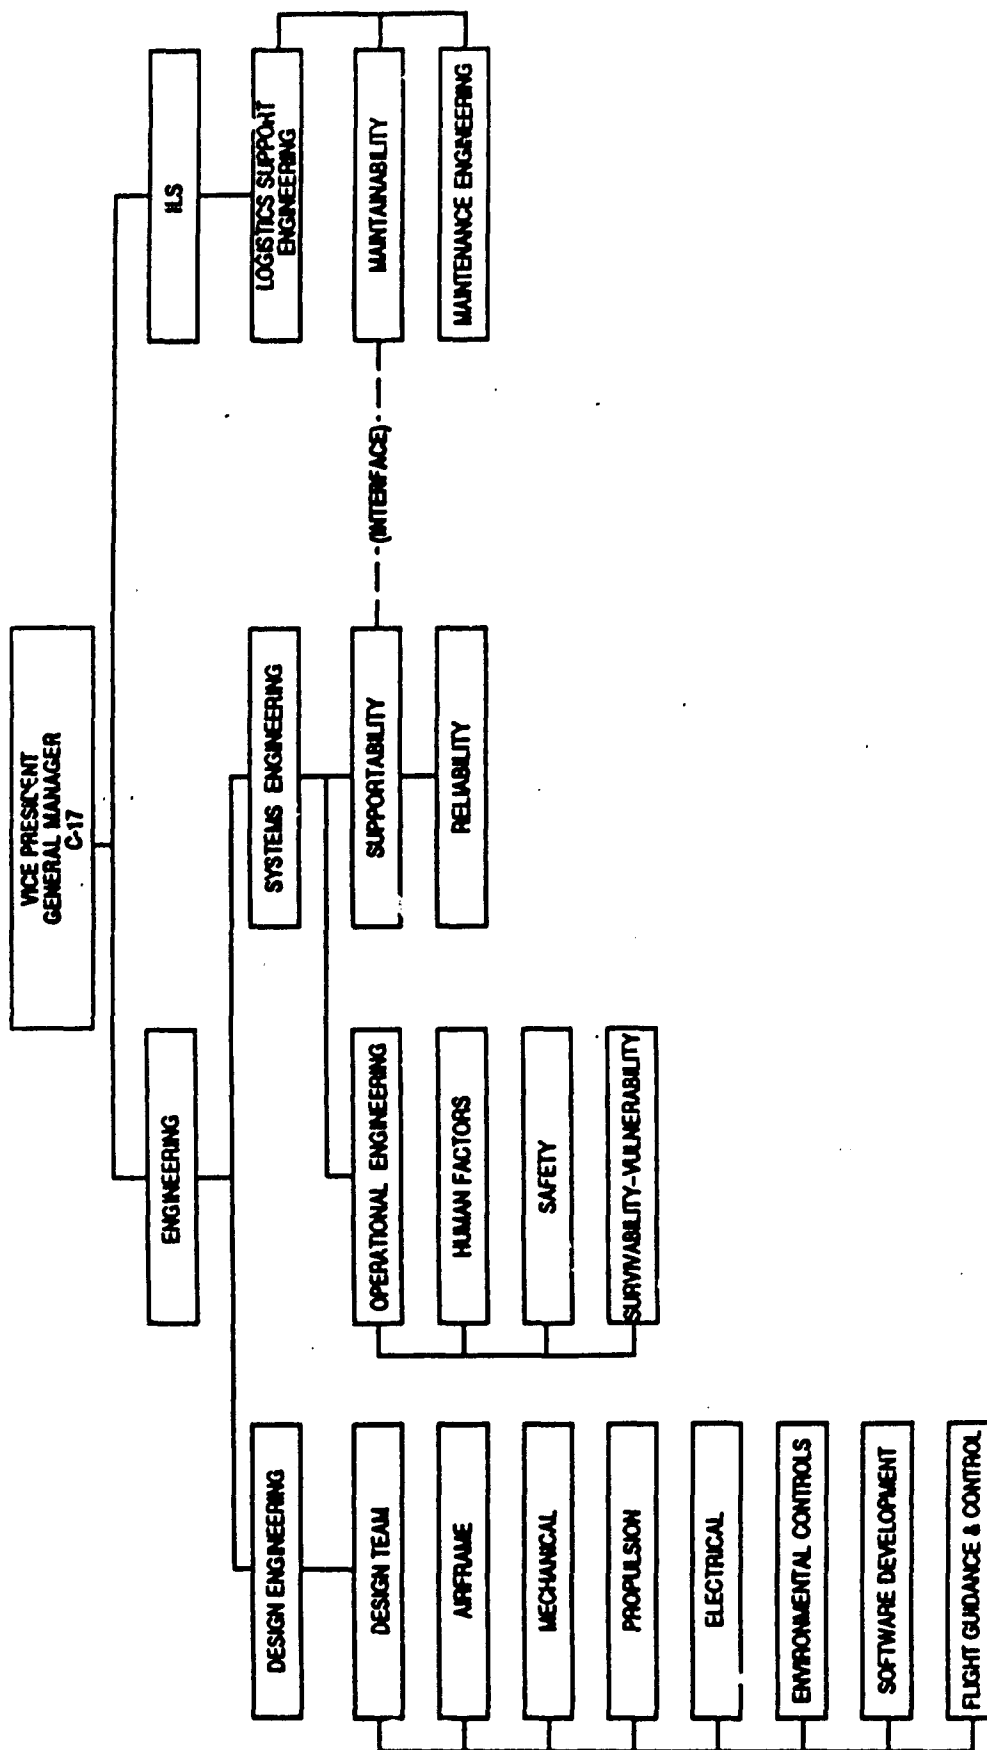 VICE PRESIDENT
GENERAL MANAGER
C-17
ENGINEERING
ILS
DESIGN ENGINEERING
SYSTEMS ENGINEERING
LOGISTICS SUPPORT
ENGINEERING
DESIGN TEAM
OPERATIONAL ENGINEERING
SUPPORTABILITY
(INTERFACE)
MAINTAINABILITY
AIRFRAME
HUMAN FACTORS
RELIABILITY
MAINTENANCE ENGINEERING
MECHANICAL
SAFETY
PROPULSION
SURVIVABILITY-VULNERABILITY
ELECTRICAL
ENVIRONMENTAL CONTROLS
SOFTWARE DEVELOPMENT
FLIGHT GUIDANCE & CONTROL